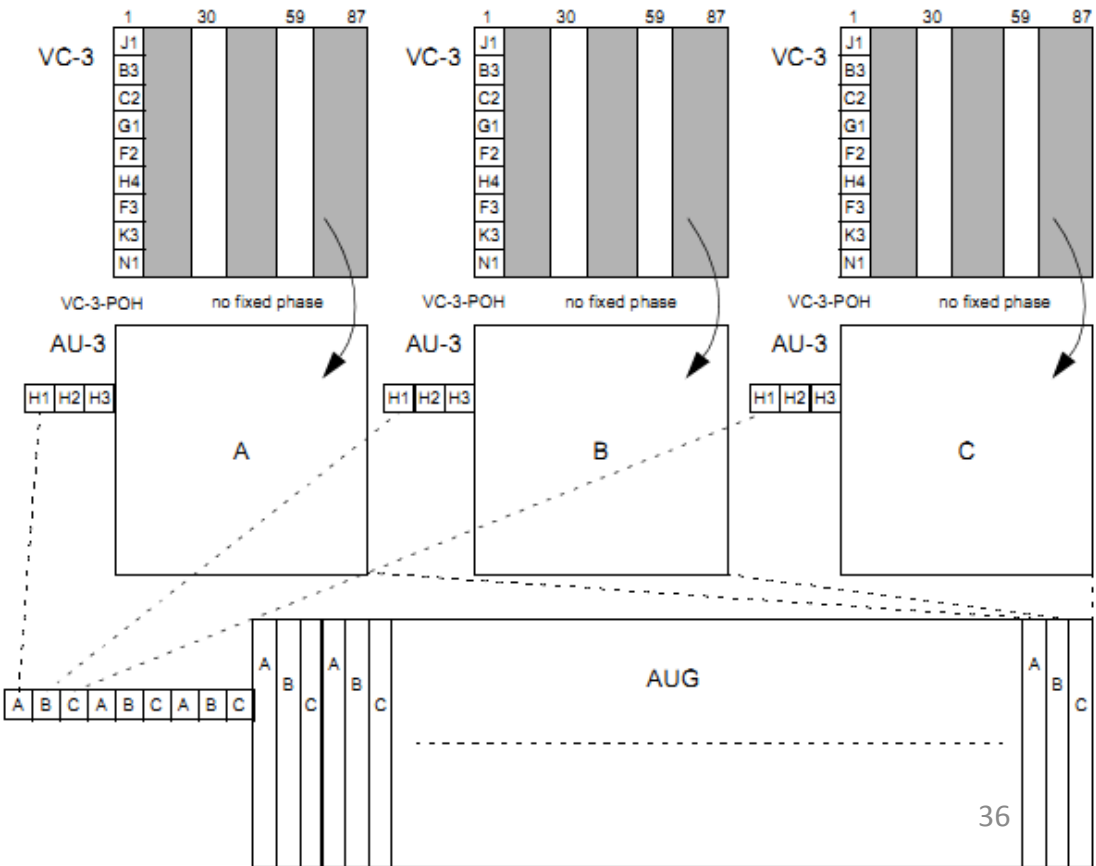 1 30 59 87 1 30 59 87 1 30 59 87
VC-3 J1 VC-3 J1 VC-3 J1
B3 B3 B3
C2 C2 C2
G1 G1 G1
F2 F2 F2
H4 H4 H4
F3 F3 F3
K3 K3 K3
N1 N1 N1
VC-3-POH no fixed phase VC-3-POH no fixed phase VC-3-POH no fixed phase
AU-3 AU-3 AU-3
H1 H2 H3 H1 H2 H3 H1 H2 H3
A B C
A B C A B C AUG A B C
A B C A B C A B C
36